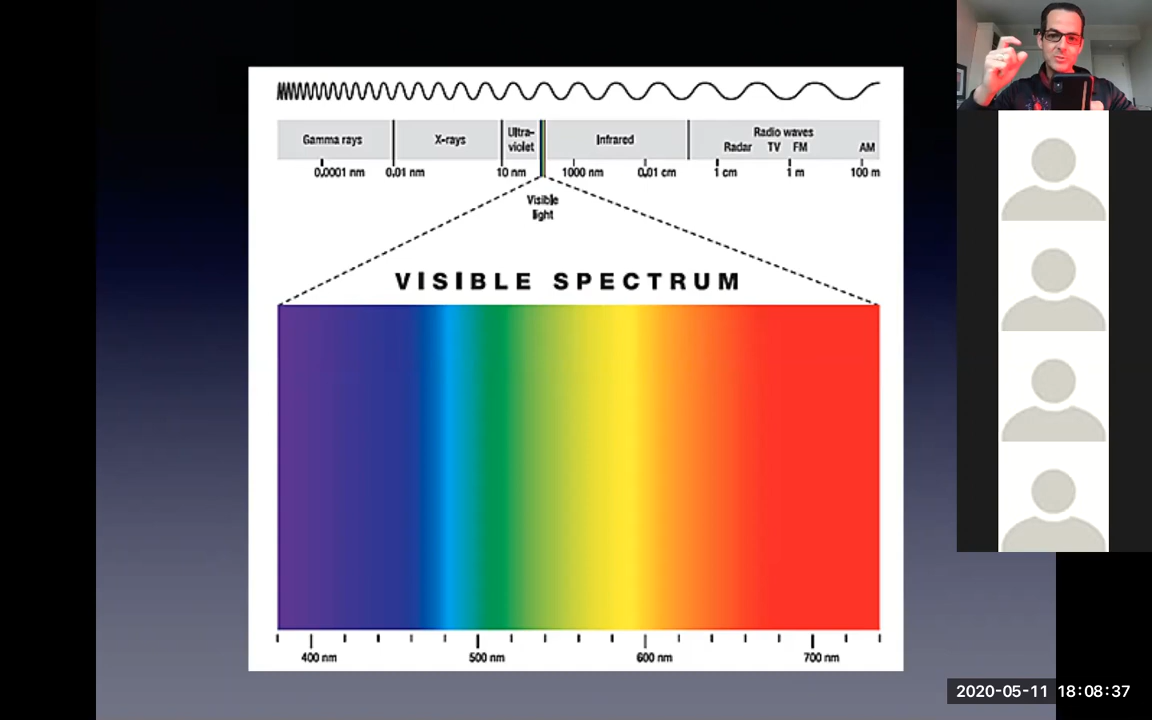 Gamma rays
X-rays
Ultra-
violet
Infrared
Radio waves
Radar TV FM AM
0.0001 nm 0.01 nm 10 nm 1000 nm 0.01 cm 1 cm 1 m 100 m
Visible
light
VISIBLE SPECTRUM
400 nm 500 nm 600 nm 700 nm
2020-05-11 18:08:37